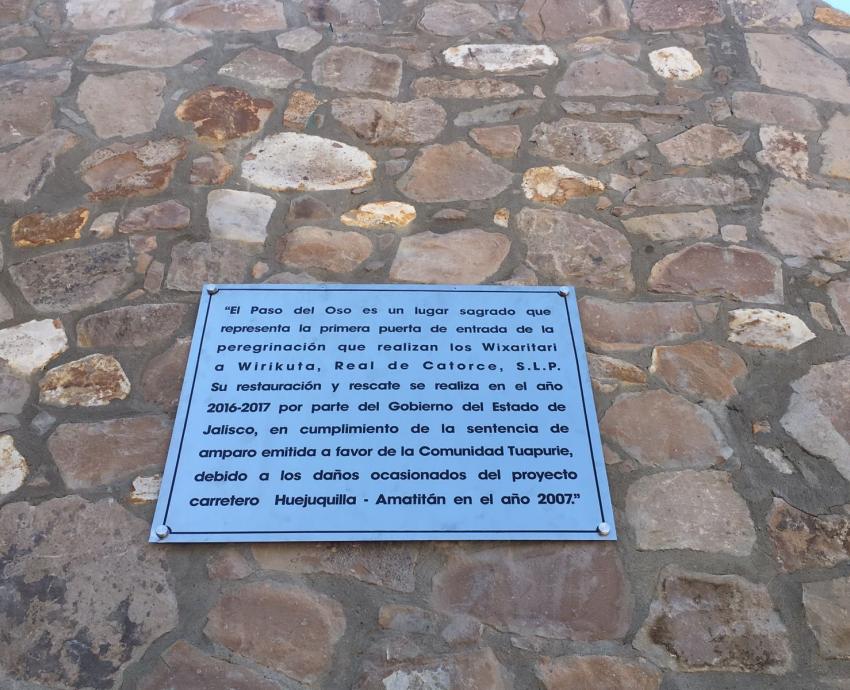 “El Paso del Oso es un lugar sagrado que
representa la primera puerta de entrada de la
peregrinación que realizan los Wixaritari
a Wirikuta, Real de Catorce, S.L.P.
Su restauración y rescate se realiza en el año
2016-2017 por parte del Gobierno del Estado de
Jalisco, en cumplimiento de la sentencia de
amparo emitida a favor de la Comunidad Tuapurie,
debido a los daños ocasionados del proyecto
carretero Huejuquilla - Amatitán en el año 2007.”